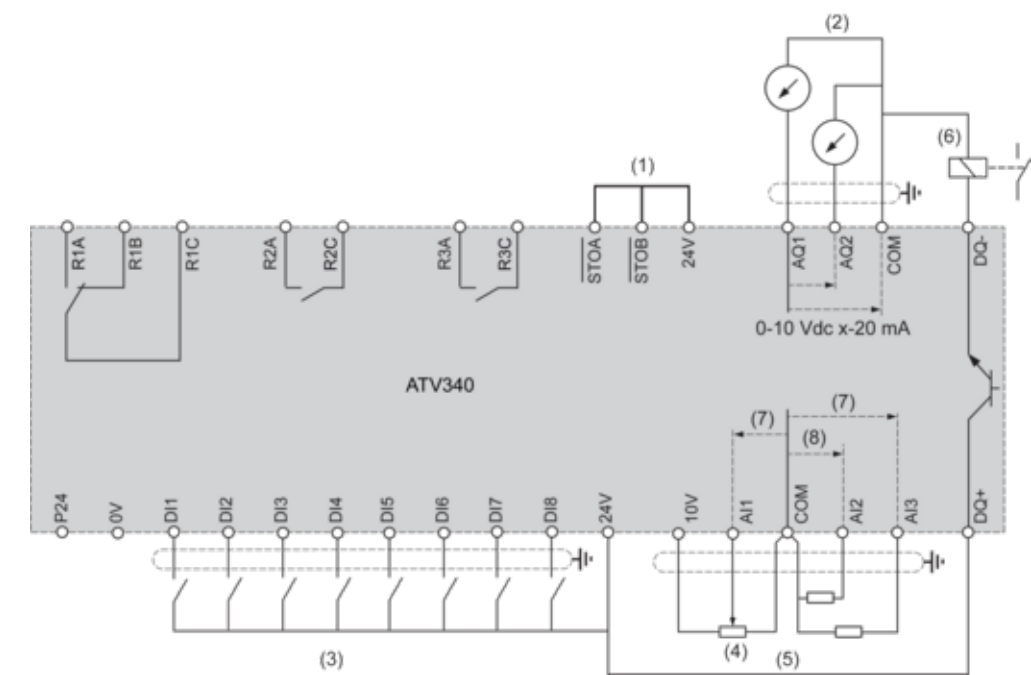 (2)
(6)
(1)
R1A
R1B
R1C
R2A
R2C
R3A
R3C
STOA
STOB
24V
AQ1
AQ2
COM
DQ-
0-10 Vdc x-20 mA
ATV340
(7)
(7)
(8)
P24
0V
DI1
DI2
DI3
DI4
DI5
DI6
DI7
DI8
24V
10V
AI1
COM
AI2
AI3
DQ+
(3)
(4)
(5)